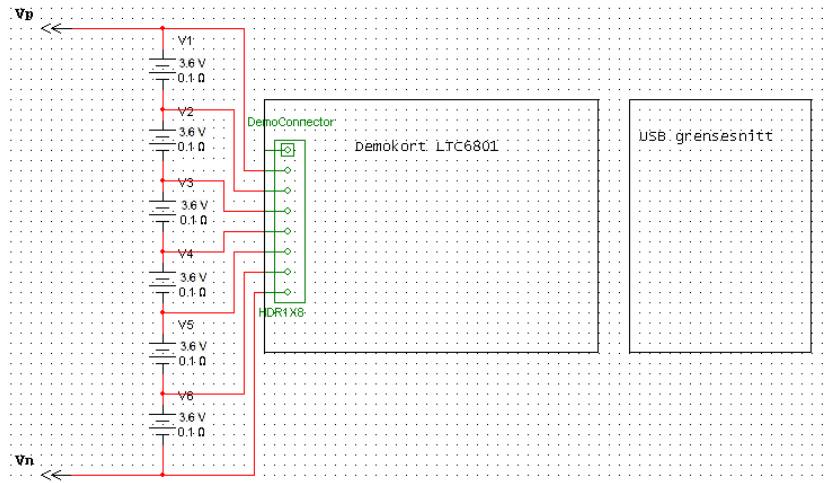 Vp
V1
3.6 V
0.1 Ω
V2
3.6 V
0.1 Ω
DemoConnector
Demokort LTC6801
USB grensesnitt
V3
3.6 V
0.1 Ω
V4
3.6 V
0.1 Ω
HDR1X8
V5
3.6 V
0.1 Ω
V6
3.6 V
0.1 Ω
Vn